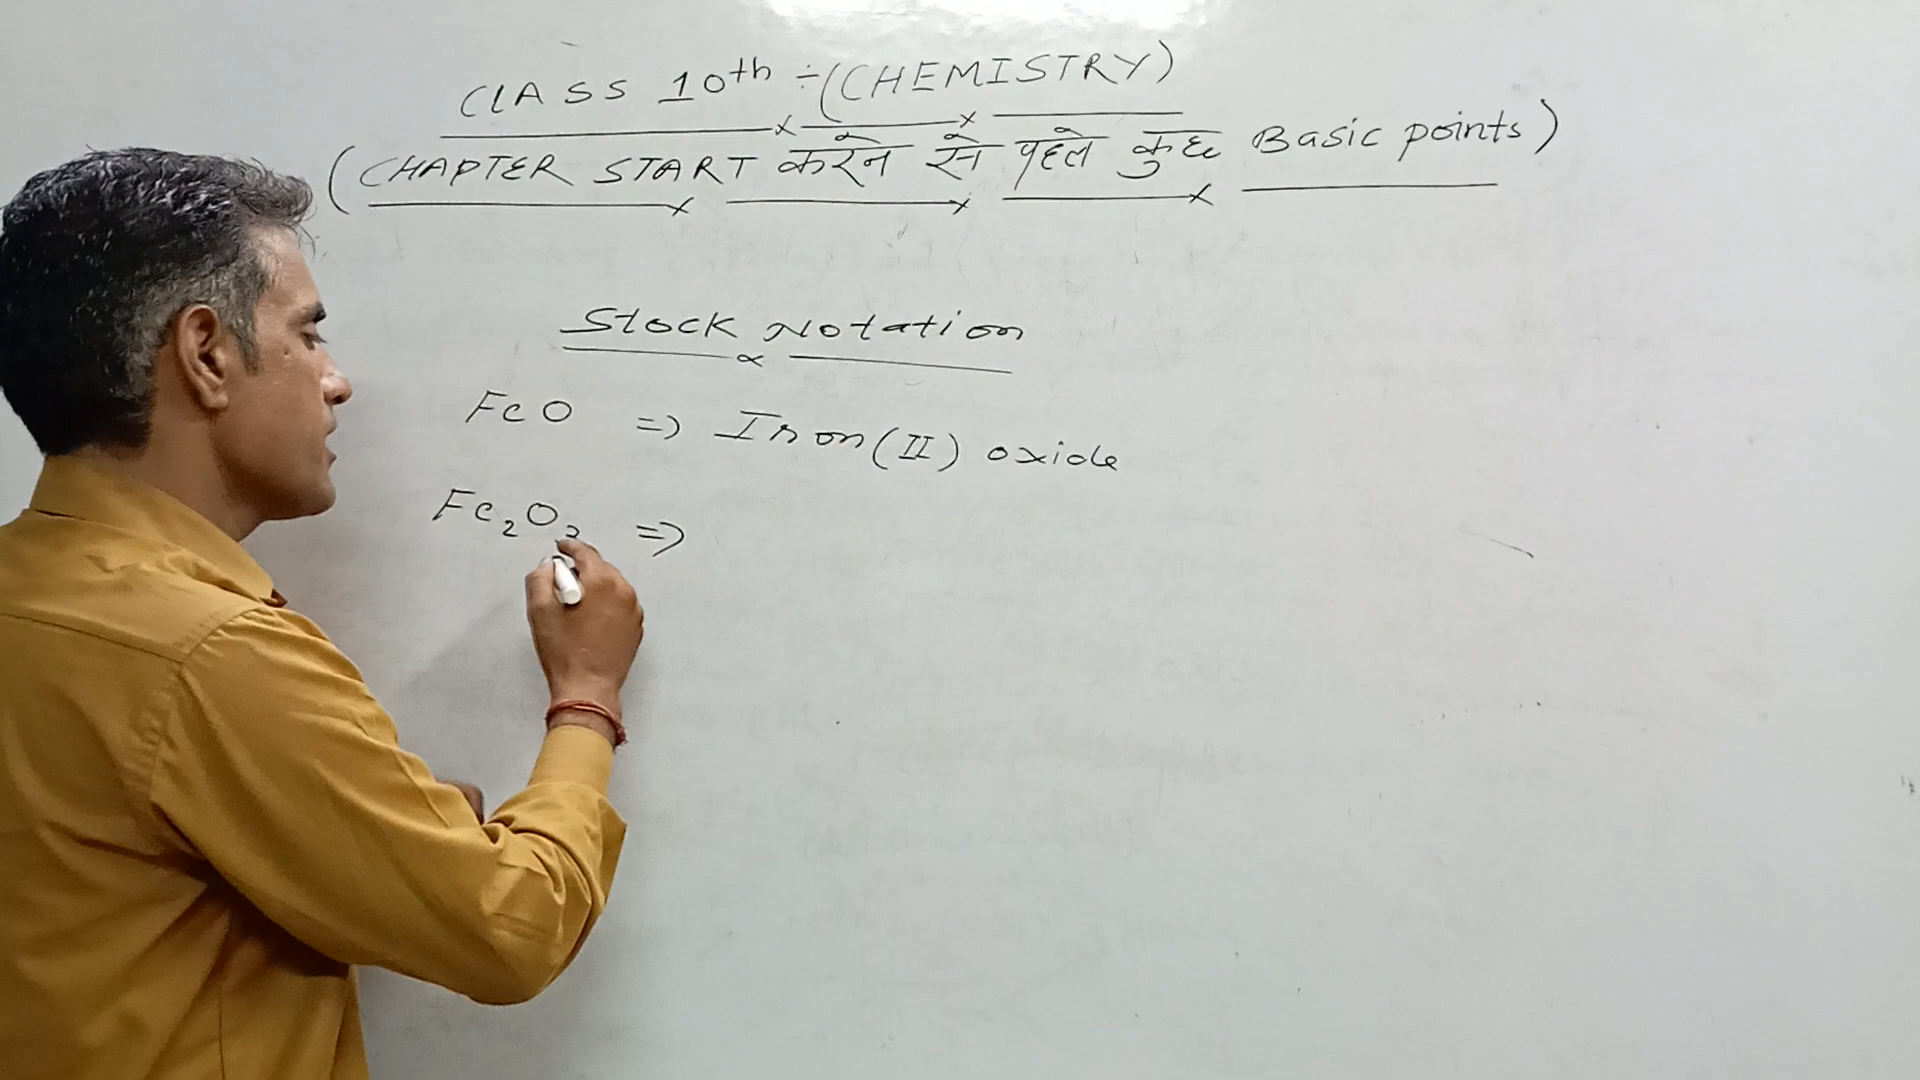 CLASS 10th ÷ (CHEMISTRY)
(CHAPTER START करने से पहले कुछ Basic points)
Stock Notation
FeO => Iron(II) oxide
Fe₂O₃ =>